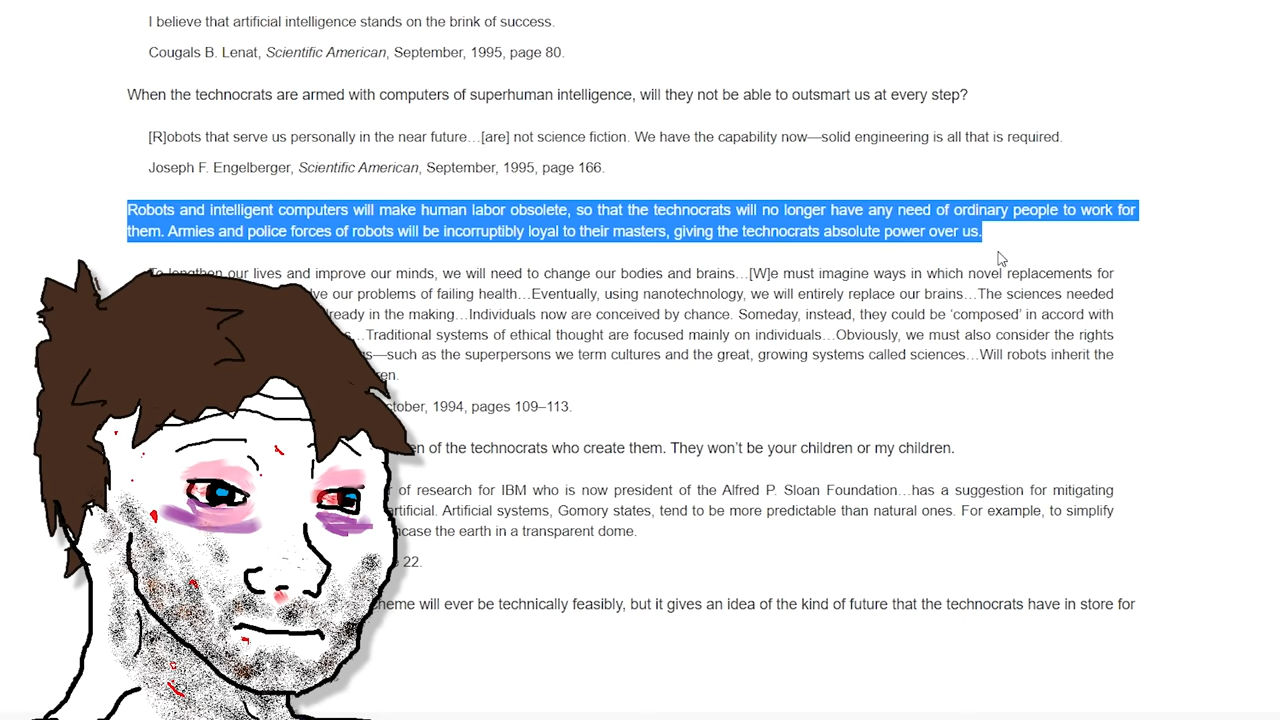 I believe that artificial intelligence stands on the brink of success.
Cougals B. Lenat, Scientific American, September, 1995, page 80.
When the technocrats are armed with computers of superhuman intelligence, will they not be able to outsmart us at every step?
[R]obots that serve us personally in the near future…[are] not science fiction. We have the capability now—solid engineering is all that is required.
Joseph F. Engelberger, Scientific American, September, 1995, page 166.
Robots and intelligent computers will make human labor obsolete, so that the technocrats will no longer have any need of ordinary people to work for
them. Armies and police forces of robots will be incorruptibly loyal to their masters, giving the technocrats absolute power over us.
To lengthen our lives and improve our minds, we will need to change our bodies and brains…[W]e must imagine ways in which novel replacements for
our problems of failing health…Eventually, using nanotechnology, we will entirely replace our brains…The sciences needed
already in the making…Individuals now are conceived by chance. Someday, instead, they could be ‘composed’ in accord with
…Traditional systems of ethical thought are focused mainly on individuals…Obviously, we must also consider the rights
—such as the superpersons we term cultures and the great, growing systems called sciences…Will robots inherit the
1994, pages 109–113.
of the technocrats who create them. They won’t be your children or my children.
of research for IBM who is now president of the Alfred P. Sloan Foundation…has a suggestion for mitigating
artificial. Artificial systems, Gomory states, tend to be more predictable than natural ones. For example, to simplify
the earth in a transparent dome.
22.
will ever be technically feasibly, but it gives an idea of the kind of future that the technocrats have in store for